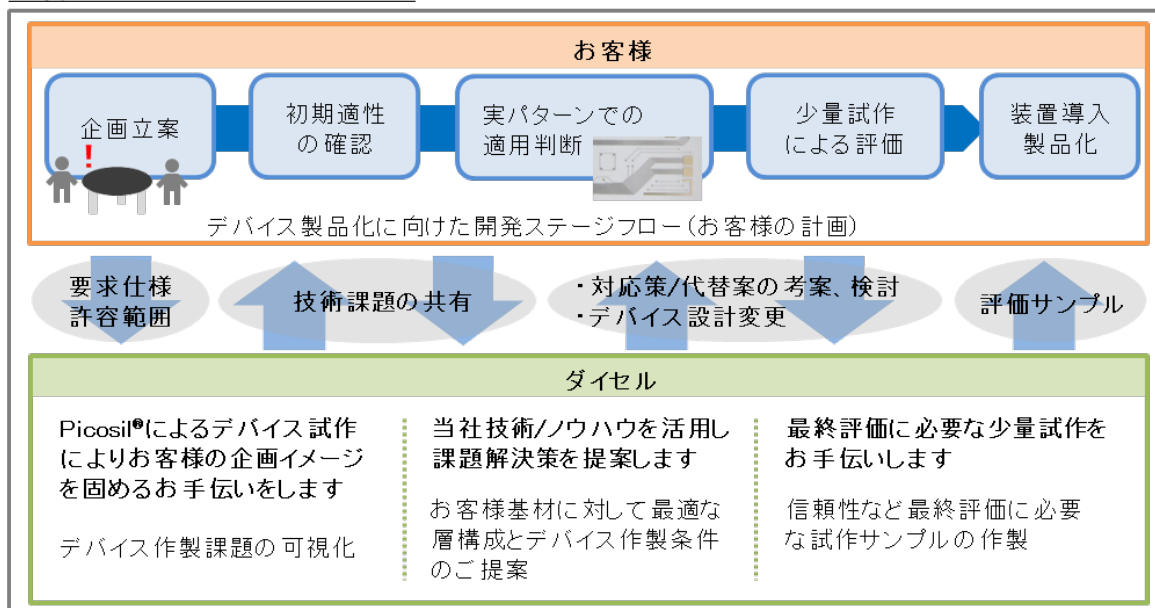 お客様
企画立案
初期適性
の確認
実パターンでの
適用判断
少量試作
による評価
装置導入
製品化
デバイス製品化に向けた開発ステージフロー(お客様の計画)
要求仕様
許容範囲
技術課題の共有
・対応策/代替案の考案、検討
・デバイス設計変更
評価サンプル
ダイセル
Picosil®によるデバイス試作
によりお客様の企画イメージ
を固めるお手伝いをします
デバイス作製課題の可視化
当社技術/ノウハウを活用し
課題解決策を提案します
お客様基材に対して最適な
層構成とデバイス作製条件
のご提案
最終評価に必要な少量試作を
お手伝いします
信頼性など最終評価に必要
な試作サンプルの作製